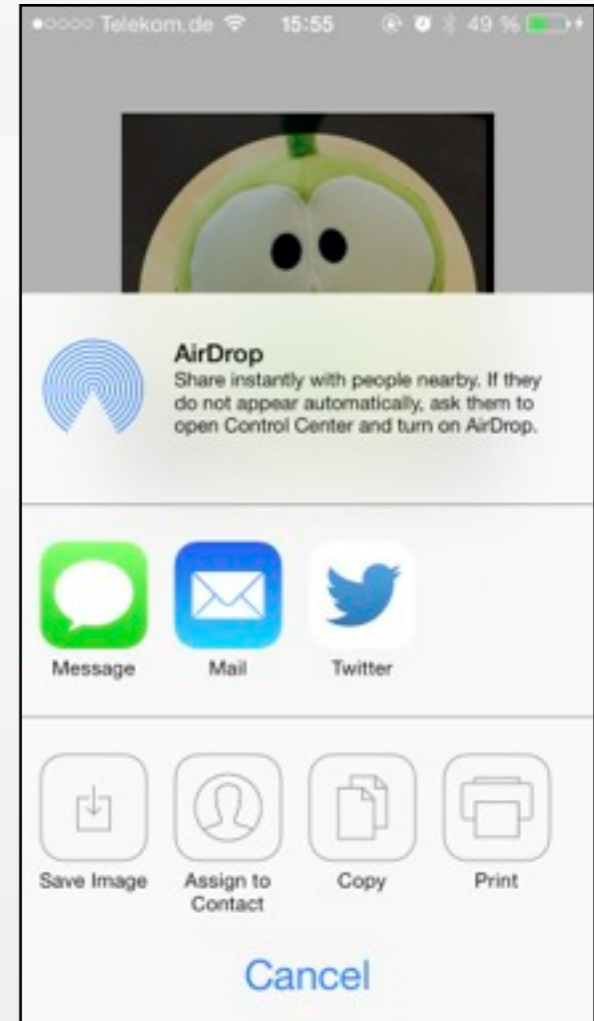 Telekom.de 15:55 49 %
AirDrop
Share instantly with people nearby. If they
do not appear automatically, ask them to
open Control Center and turn on AirDrop.
Message Mail Twitter
Save Image Assign to Copy Print
Contact
Cancel